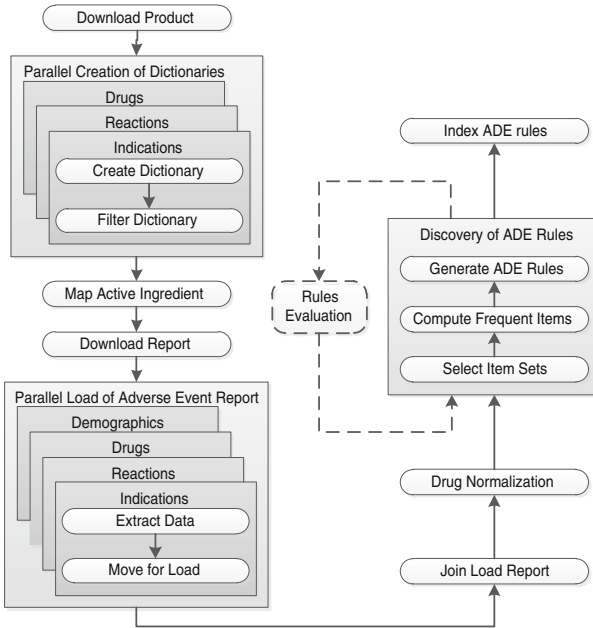 Download Product
Parallel Creation of Dictionaries
Drugs
Reactions
Indications
Create Dictionary
Filter Dictionary
Map Active Ingredient
Download Report
Parallel Load of Adverse Event Report
Demographics
Drugs
Reactions
Indications
Extract Data
Move for Load
Index ADE rules
Discovery of ADE Rules
Generate ADE Rules
Compute Frequent Items
Select Item Sets
Rules
Evaluation
Drug Normalization
Join Load Report